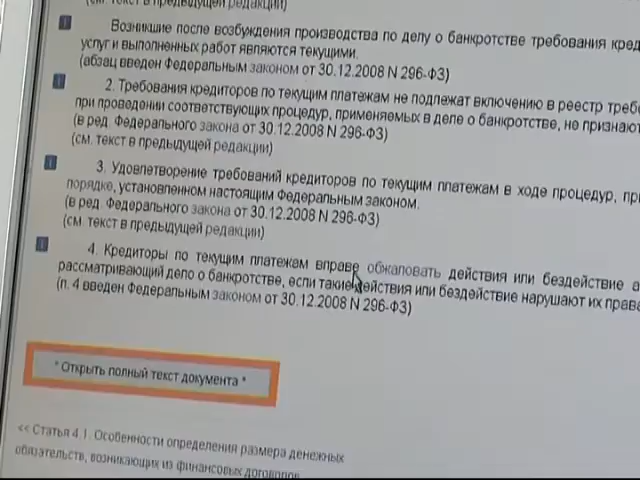 (см. текст в предыдущей редакции)
Возникшие после возбуждения производства по делу о банкротстве требования кред
услуг и выполненных работ являются текущими.
(абзац введен Федеральным законом от 30.12.2008 N 296-ФЗ)
2. Требования кредиторов по текущим платежам не подлежат включению в реестр требо
при проведении соответствующих процедур, применяемых в деле о банкротстве, не признают
(в ред. Федерального закона от 30.12.2008 N 296-ФЗ)
(см. текст в предыдущей редакции)
3. Удовлетворение требований кредиторов по текущим платежам в ходе процедур, при
порядке, установленном настоящим Федеральным законом.
(в ред. Федерального закона от 30.12.2008 N 296-ФЗ)
(см. текст в предыдущей редакции)
4. Кредиторы по текущим платежам вправе обжаловать действия или бездействие а
рассматривающий дело о банкротстве, если такие действия или бездействие нарушают их права
(п. 4 введен Федеральным законом от 30.12.2008 N 296-ФЗ)
* Открыть полный текст документа *
<< Статья 4.1. Особенности определения размера денежных
обязательств, возникающих из финансовых договоров